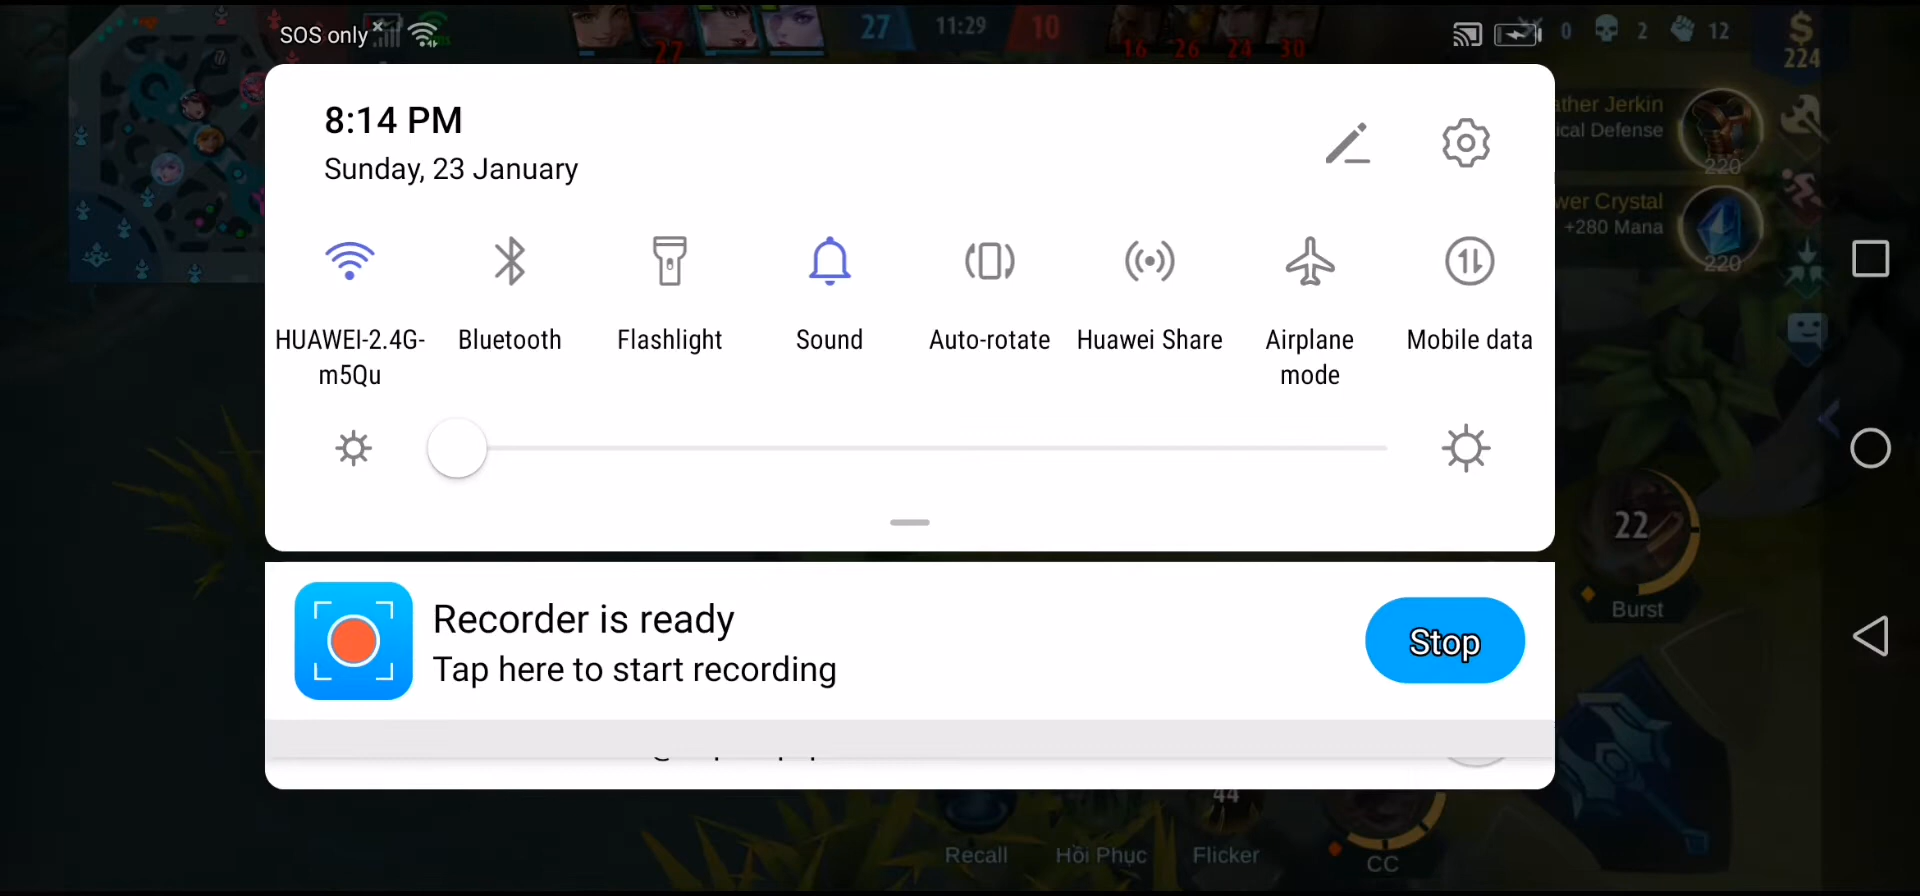 SOS only
27 11:29 10
0 2 12
224
27
16 26 24 30
8:14 PM
Sunday, 23 January
Jerkin
Defense
220
Crystal
+280 Mana
220
HUAWEI-2.4G-
m5Qu
Bluetooth
Flashlight
Sound
Auto-rotate
Huawei Share
Airplane
mode
Mobile data
22
Burst
Recorder is ready
Tap here to start recording
Stop
44
Recall
Hồi Phục
Flicker
CC